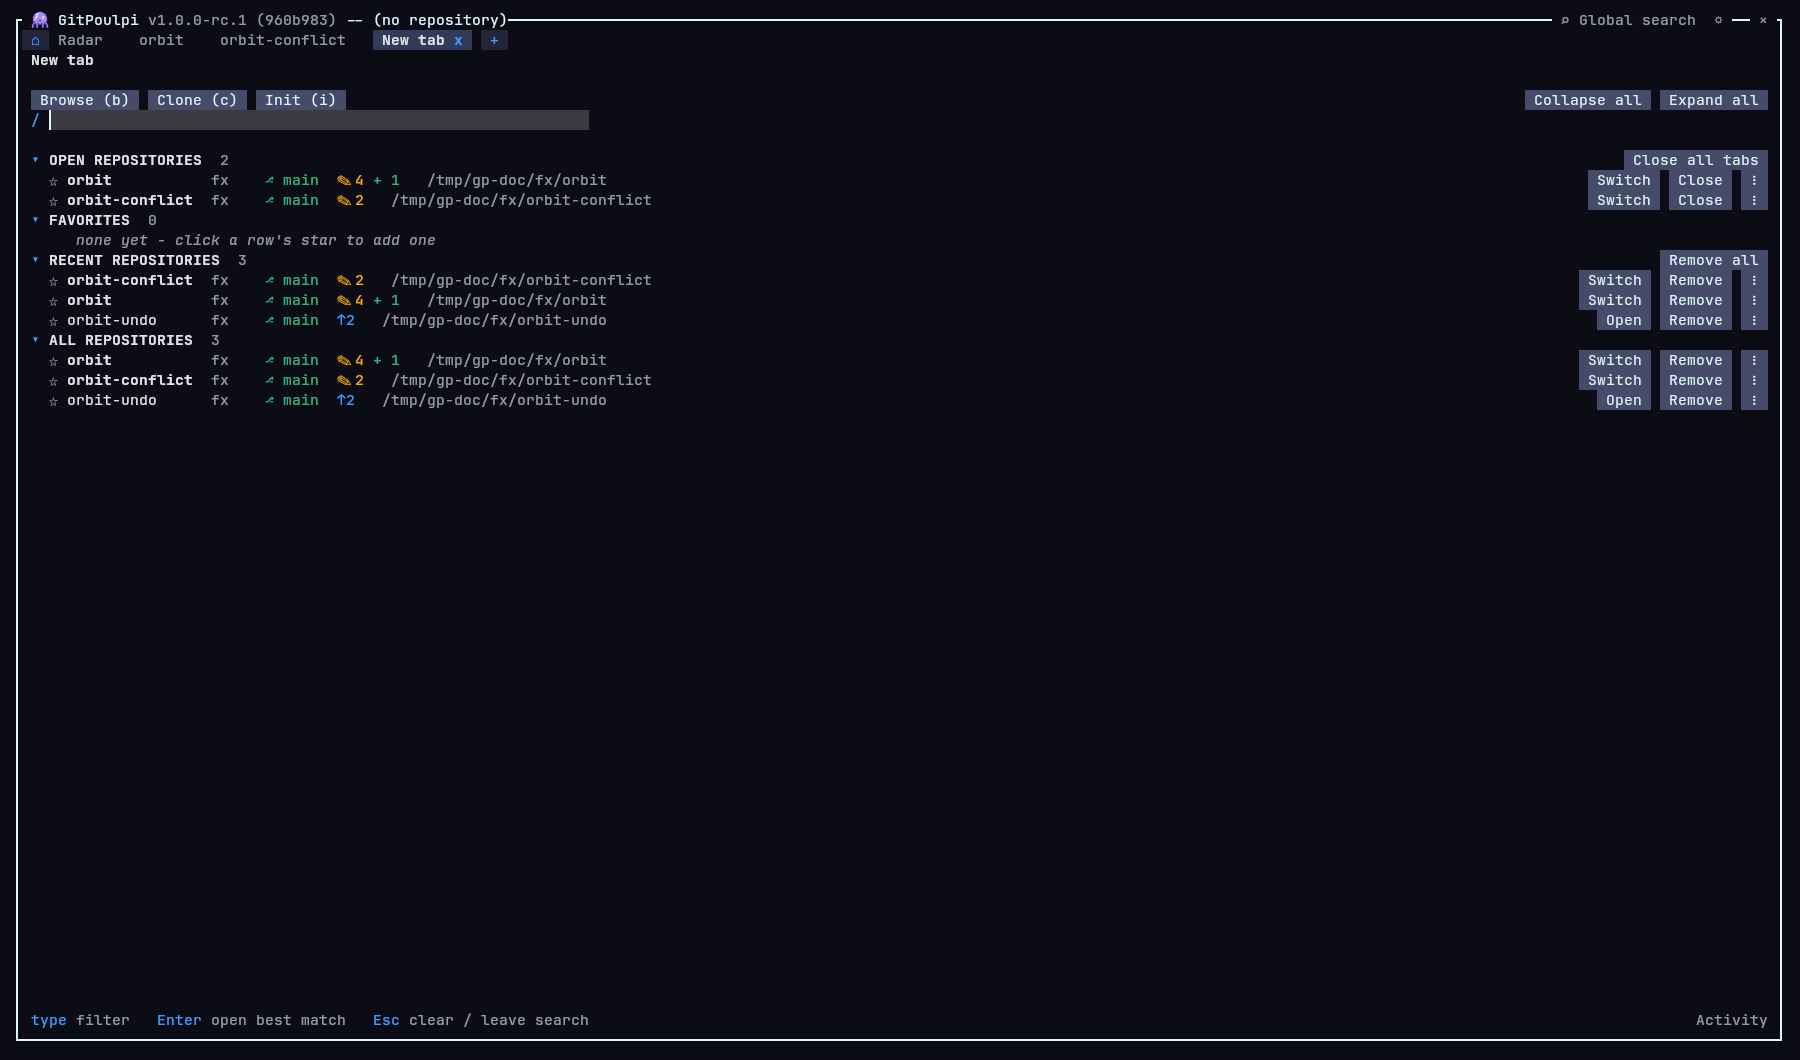 GitPoulpi v1.0.0-rc.1 (960b983) —— (no repository) ⌕ Global search ☼ ×
⌂ Radar orbit orbit-conflict New tab x +
New tab
Browse (b) Clone (c) Init (i) Collapse all Expand all
/
▾ OPEN REPOSITORIES 2 Close all tabs
☆ orbit fx ⎇ main ✎4 + 1 /tmp/gp-doc/fx/orbit Switch Close ⋮
☆ orbit-conflict fx ⎇ main ✎2 /tmp/gp-doc/fx/orbit-conflict Switch Close ⋮
▾ FAVORITES 0
none yet - click a row's star to add one
▾ RECENT REPOSITORIES 3 Remove all
☆ orbit-conflict fx ⎇ main ✎2 /tmp/gp-doc/fx/orbit-conflict Switch Remove ⋮
☆ orbit fx ⎇ main ✎4 + 1 /tmp/gp-doc/fx/orbit Switch Remove ⋮
☆ orbit-undo fx ⎇ main ↑2 /tmp/gp-doc/fx/orbit-undo Open Remove ⋮
▾ ALL REPOSITORIES 3
☆ orbit fx ⎇ main ✎4 + 1 /tmp/gp-doc/fx/orbit Switch Remove ⋮
☆ orbit-conflict fx ⎇ main ✎2 /tmp/gp-doc/fx/orbit-conflict Switch Remove ⋮
☆ orbit-undo fx ⎇ main ↑2 /tmp/gp-doc/fx/orbit-undo Open Remove ⋮
type filter Enter open best match Esc clear / leave search Activity